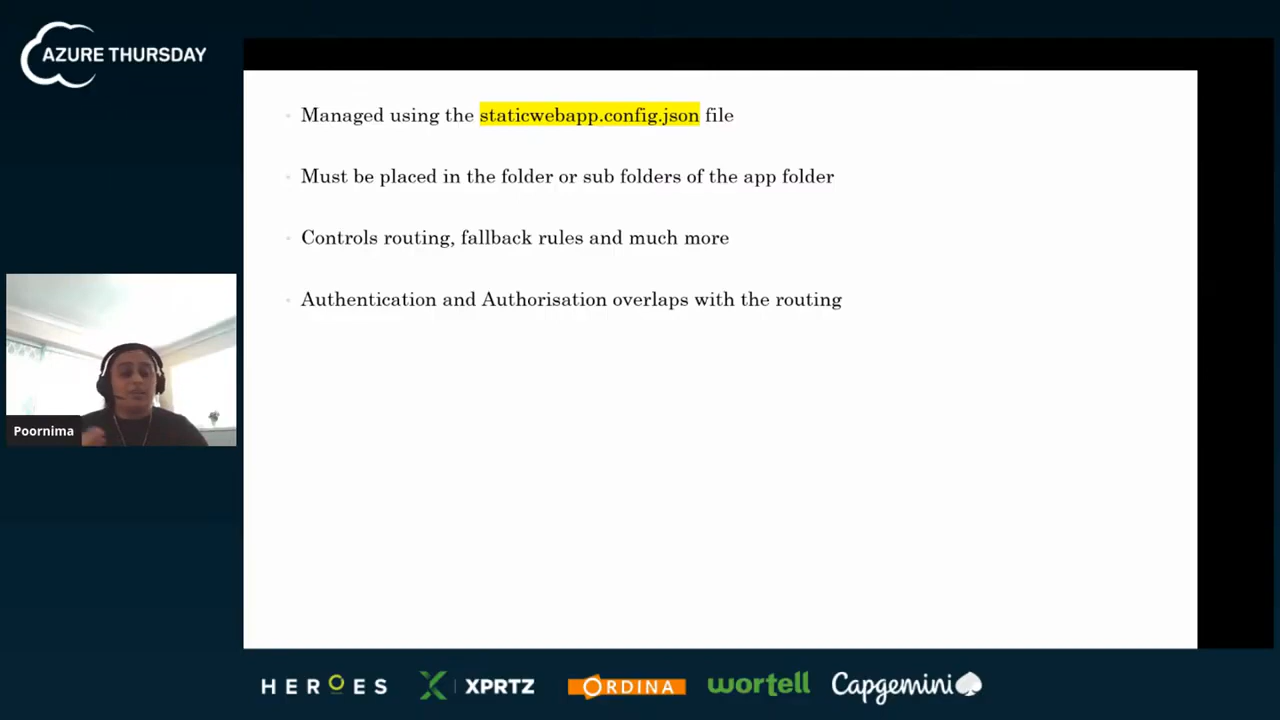 AZURE THURSDAY
Managed using the staticwebapp.config.json file
Must be placed in the folder or sub folders of the app folder
Controls routing, fallback rules and much more
Authentication and Authorisation overlaps with the routing
Poornima
HEROES
XPRTZ
ORDINA
wortell
Capgemini